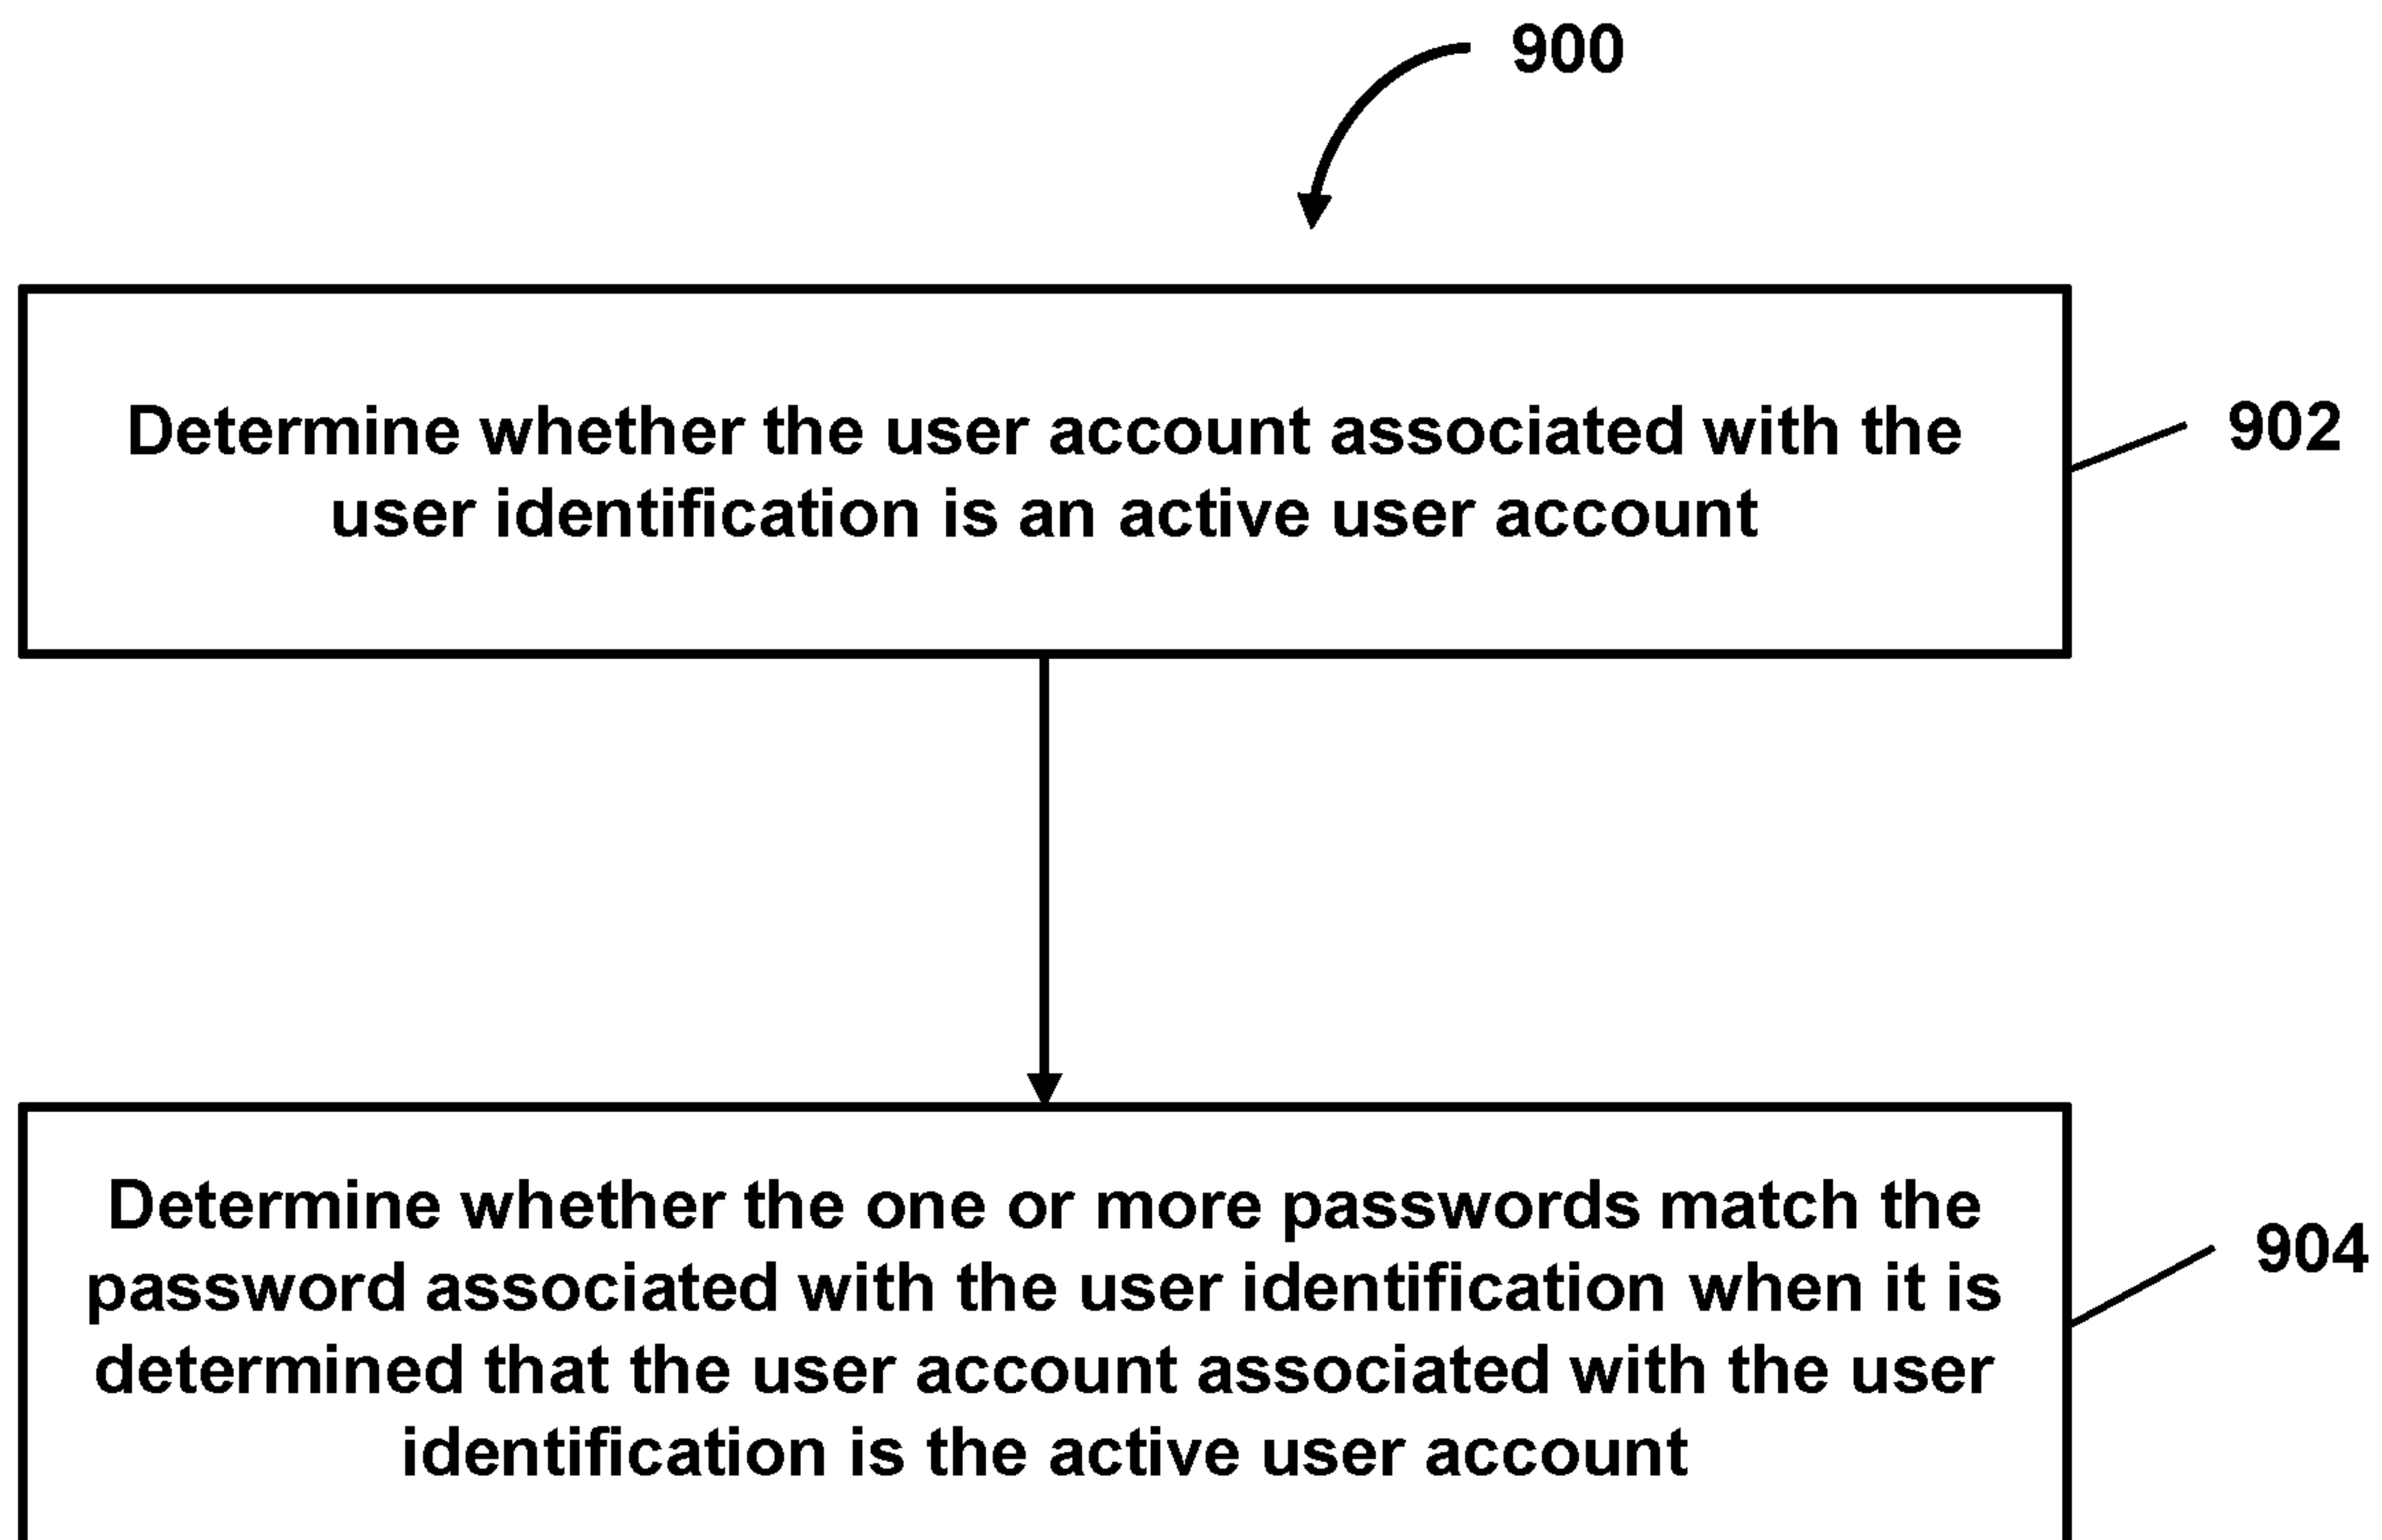 900
Determine whether the user account associated with the
user identification is an active user account
902
Determine whether the one or more passwords match the
password associated with the user identification when it is
determined that the user account associated with the user
identification is the active user account
904